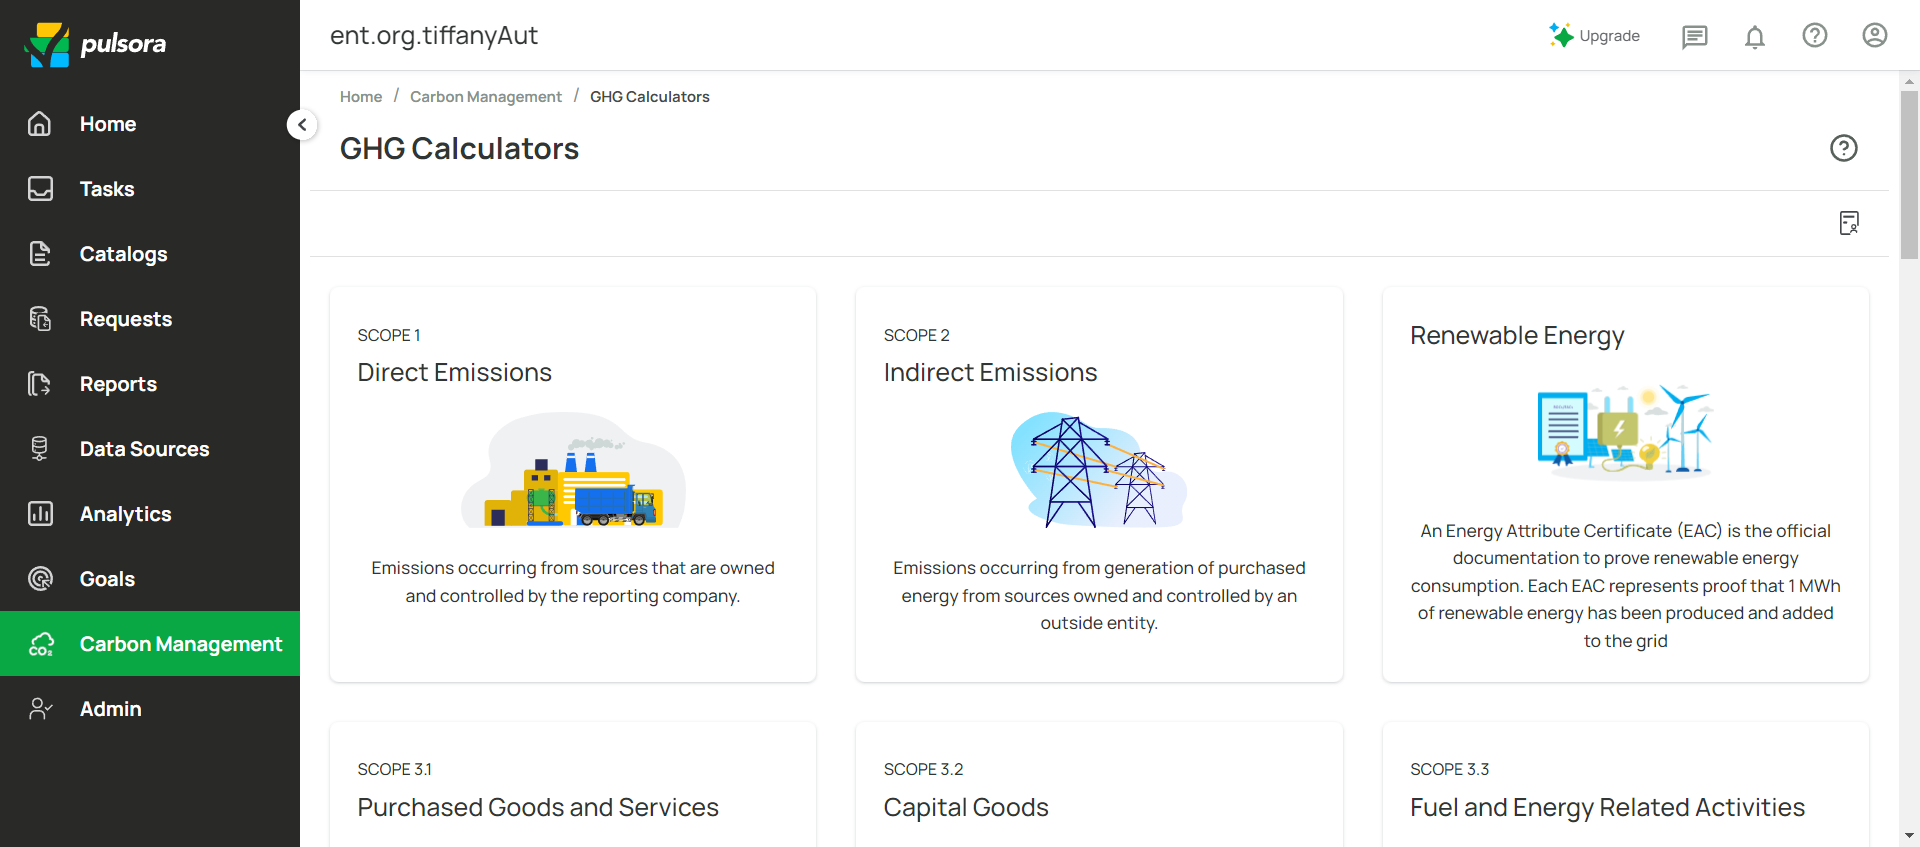 pulsora
ent.org.tiffanyAut
Upgrade
Home
Tasks
Catalogs
Requests
Reports
Data Sources
Analytics
Goals
Carbon Management
CO₂
Admin
Home / Carbon Management / GHG Calculators
GHG Calculators
SCOPE 1
Direct Emissions
Emissions occurring from sources that are owned
and controlled by the reporting company.
SCOPE 2
Indirect Emissions
Emissions occurring from generation of purchased
energy from sources owned and controlled by an
outside entity.
Renewable Energy
An Energy Attribute Certificate (EAC) is the official
documentation to prove renewable energy
consumption. Each EAC represents proof that 1 MWh
of renewable energy has been produced and added
to the grid
SCOPE 3.1
Purchased Goods and Services
SCOPE 3.2
Capital Goods
SCOPE 3.3
Fuel and Energy Related Activities